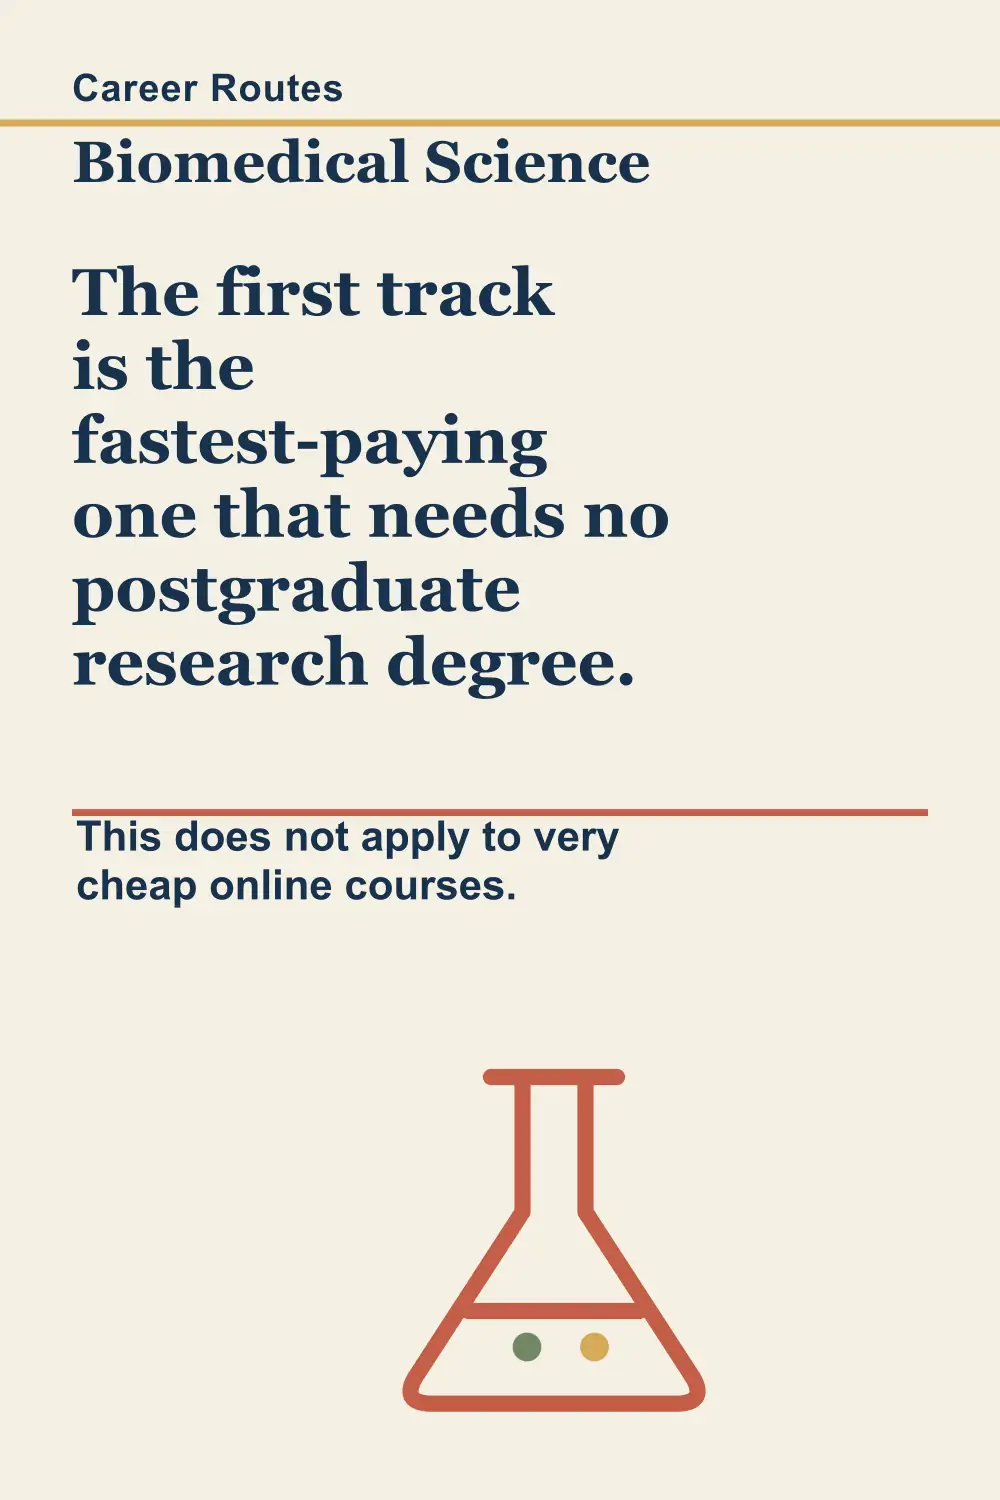 Career Routes
Biomedical Science
The first track
is the
fastest-paying
one that needs no
postgraduate
research degree.
This does not apply to very
cheap online courses.